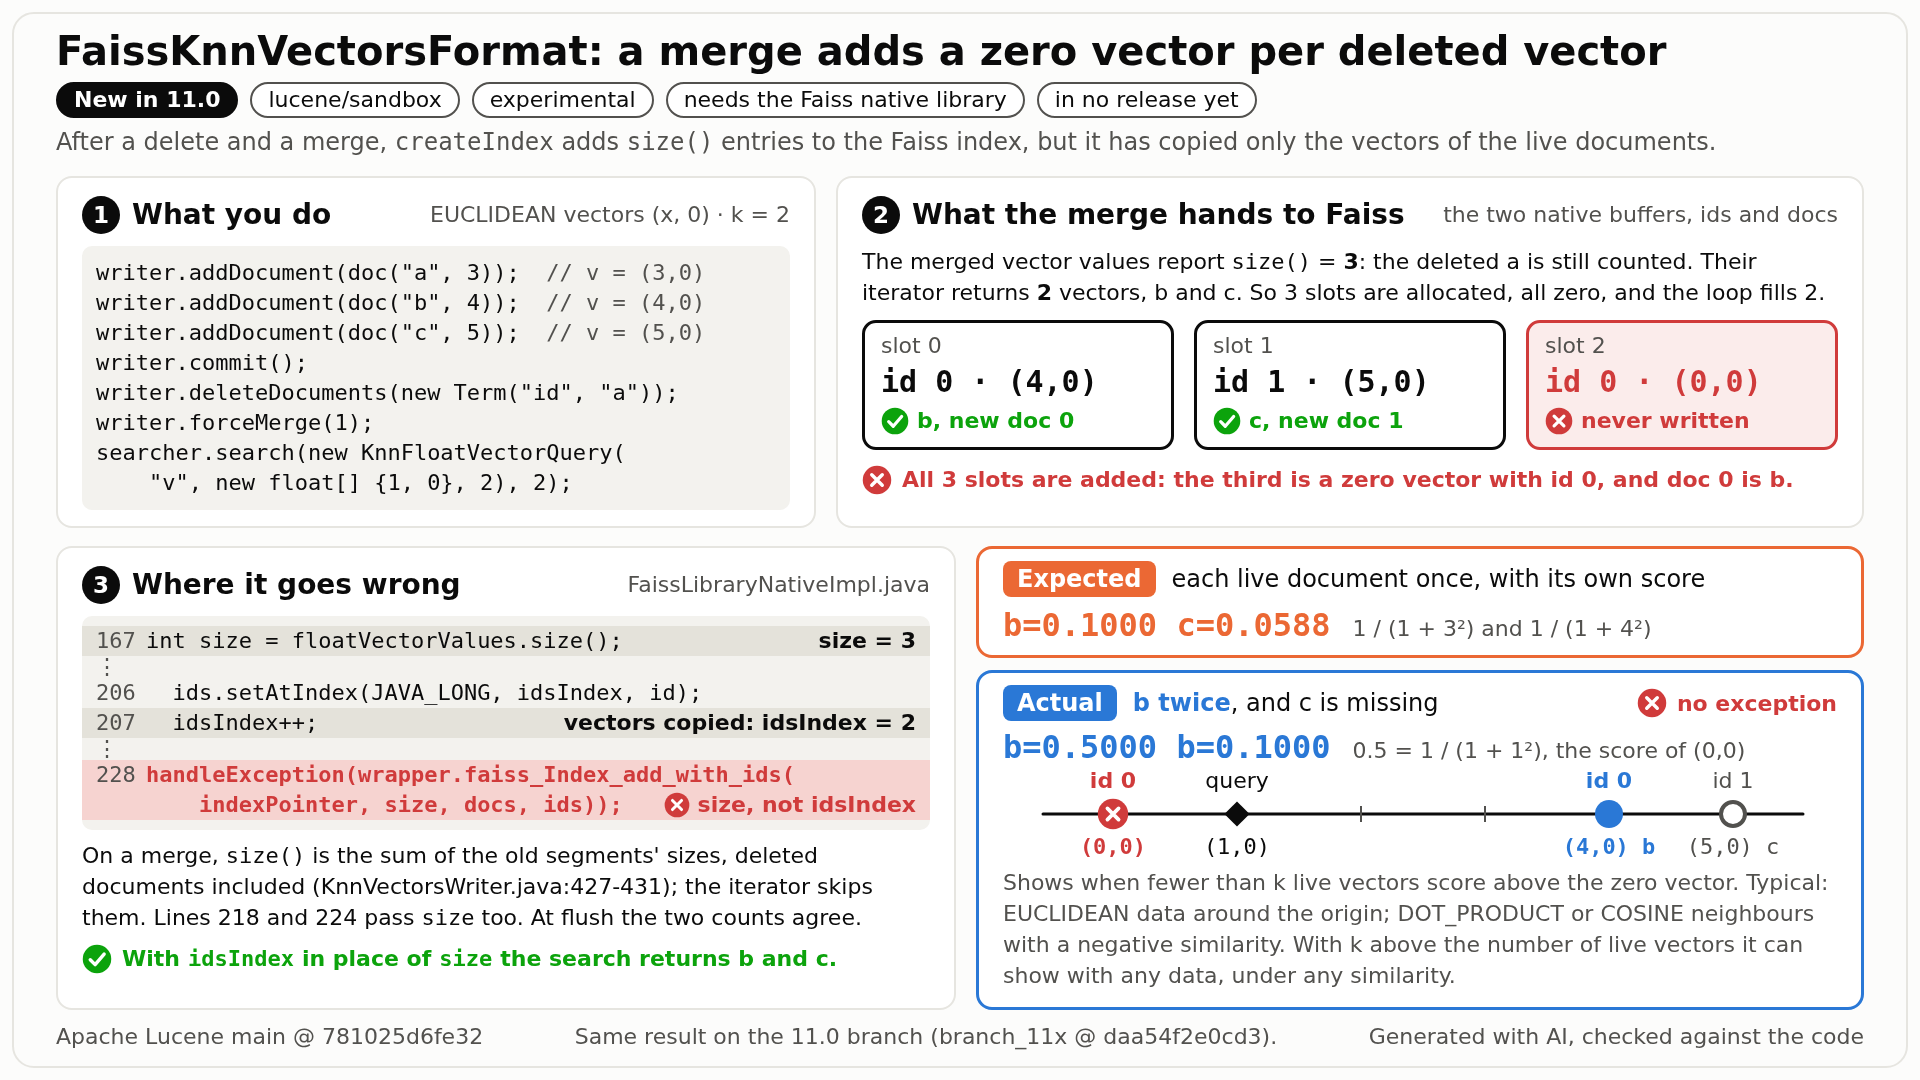 FaissKnnVectorsFormat: a merge adds a zero vector per deleted vector
New in 11.0 lucene/sandbox experimental needs the Faiss native library in no release yet
After a delete and a merge, createIndex adds size() entries to the Faiss index, but it has copied only the vectors of the live documents.
1 What you do EUCLIDEAN vectors (x, 0) · k = 2
writer.addDocument(doc("a", 3)); // v = (3,0)
writer.addDocument(doc("b", 4)); // v = (4,0)
writer.addDocument(doc("c", 5)); // v = (5,0)
writer.commit();
writer.deleteDocuments(new Term("id", "a"));
writer.forceMerge(1);
searcher.search(new KnnFloatVectorQuery(
"v", new float[] {1, 0}, 2), 2);
2 What the merge hands to Faiss the two native buffers, ids and docs
The merged vector values report size() = 3: the deleted a is still counted. Their
iterator returns 2 vectors, b and c. So 3 slots are allocated, all zero, and the loop fills 2.
slot 0
id 0 · (4,0)
b, new doc 0
slot 1
id 1 · (5,0)
c, new doc 1
slot 2
id 0 · (0,0)
never written
All 3 slots are added: the third is a zero vector with id 0, and doc 0 is b.
3 Where it goes wrong FaissLibraryNativeImpl.java
167 int size = floatVectorValues.size(); size = 3
⋮
206 ids.setAtIndex(JAVA_LONG, idsIndex, id);
207 idsIndex++; vectors copied: idsIndex = 2
⋮
228 handleException(wrapper.faiss_Index_add_with_ids(
indexPointer, size, docs, ids)); size, not idsIndex
On a merge, size() is the sum of the old segments' sizes, deleted
documents included (KnnVectorsWriter.java:427-431); the iterator skips
them. Lines 218 and 224 pass size too. At flush the two counts agree.
With idsIndex in place of size the search returns b and c.
Expected each live document once, with its own score
b=0.1000 c=0.0588 1 / (1 + 3²) and 1 / (1 + 4²)
Actual b twice, and c is missing no exception
b=0.5000 b=0.1000 0.5 = 1 / (1 + 1²), the score of (0,0)
id 0 query id 0 id 1
(0,0) (1,0) (4,0) b (5,0) c
Shows when fewer than k live vectors score above the zero vector. Typical:
EUCLIDEAN data around the origin; DOT_PRODUCT or COSINE neighbours
with a negative similarity. With k above the number of live vectors it can
show with any data, under any similarity.
Apache Lucene main @ 781025d6fe32 Same result on the 11.0 branch (branch_11x @ daa54f2e0cd3). Generated with AI, checked against the code